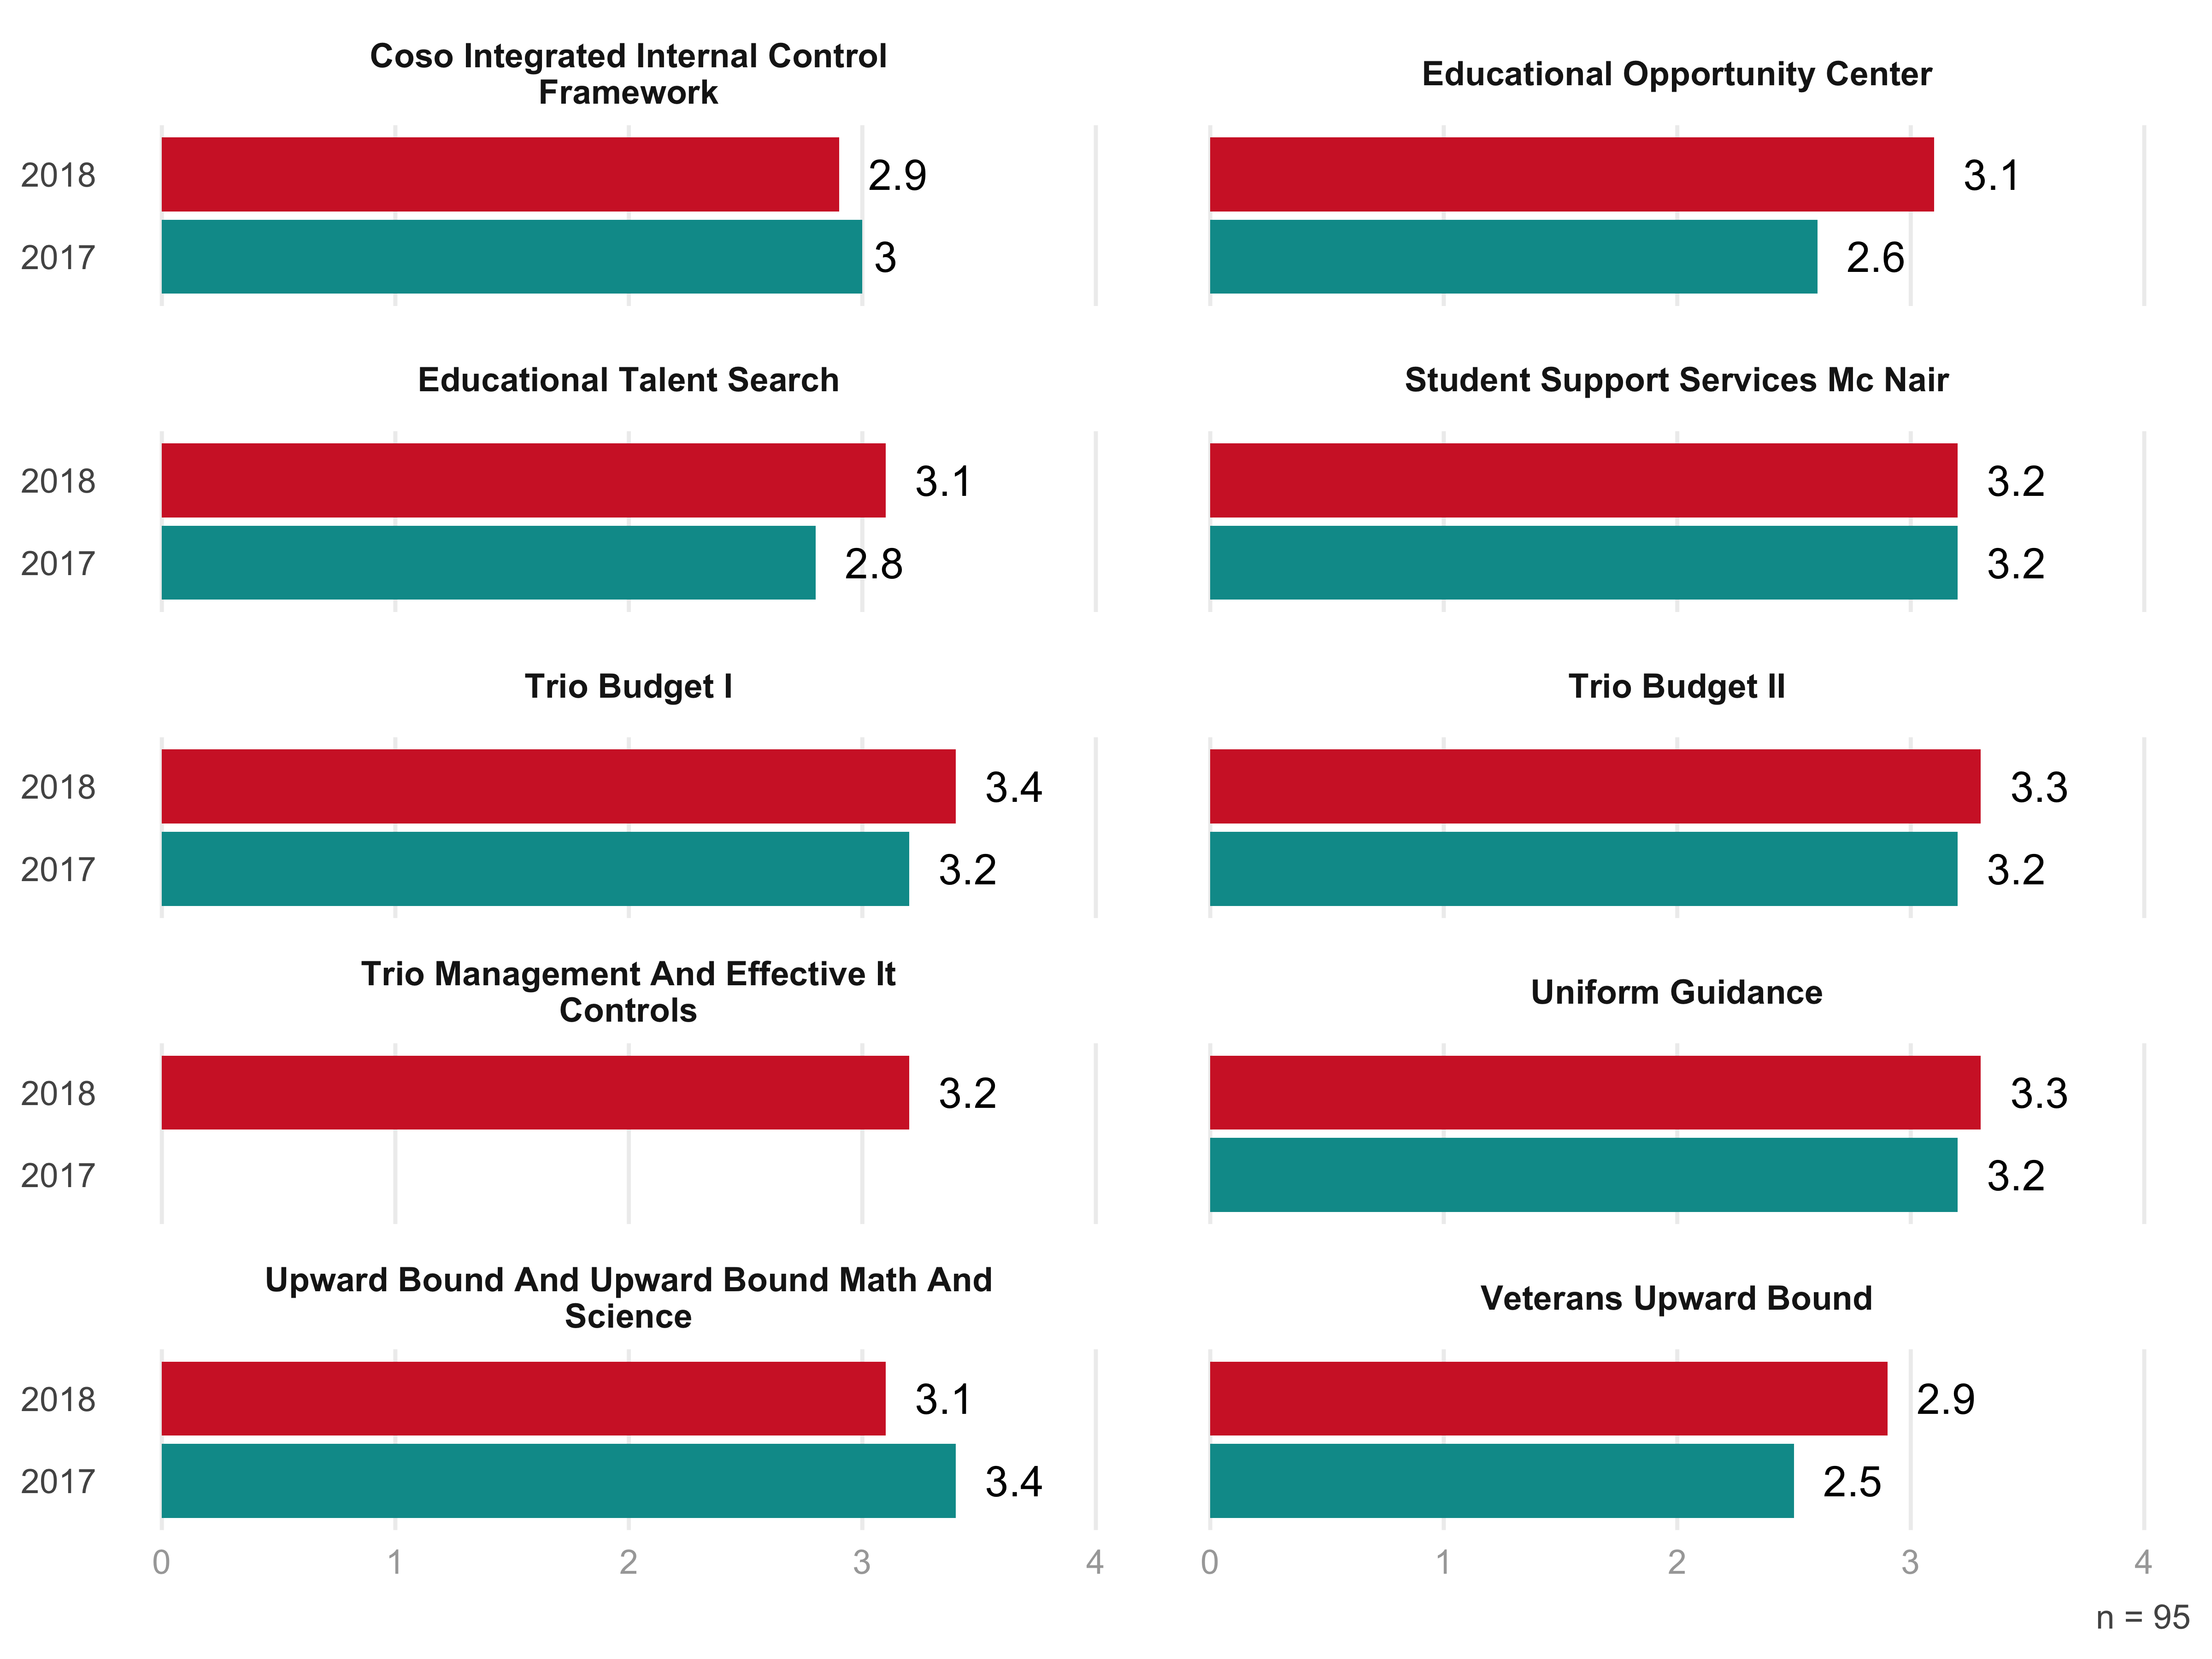 Coso Integrated Internal Control
Framework
2018
2.9
2017
3
Educational Opportunity Center
3.1
2.6
Educational Talent Search
2018
3.1
2017
2.8
Student Support Services Mc Nair
3.2
3.2
Trio Budget I
2018
3.4
2017
3.2
Trio Budget II
3.3
3.2
Trio Management And Effective It
Controls
2018
3.2
2017
Uniform Guidance
3.3
3.2
Upward Bound And Upward Bound Math And
Science
2018
3.1
2017
3.4
0 1 2 3 4
Veterans Upward Bound
2.9
2.5
0 1 2 3 4
n = 95